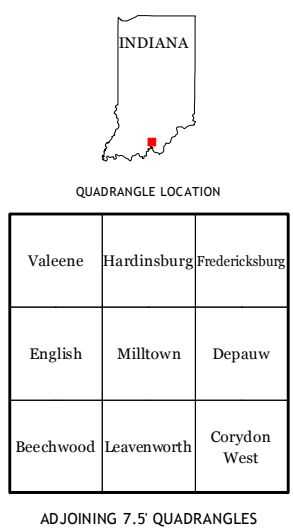 INDIANA
QUADRANGLE LOCATION
Valeene Hardinsburg Fredericksburg
English Milltown Depauw
Beechwood Leavenworth Corydon
West
ADJOINING 7.5' QUADRANGLES